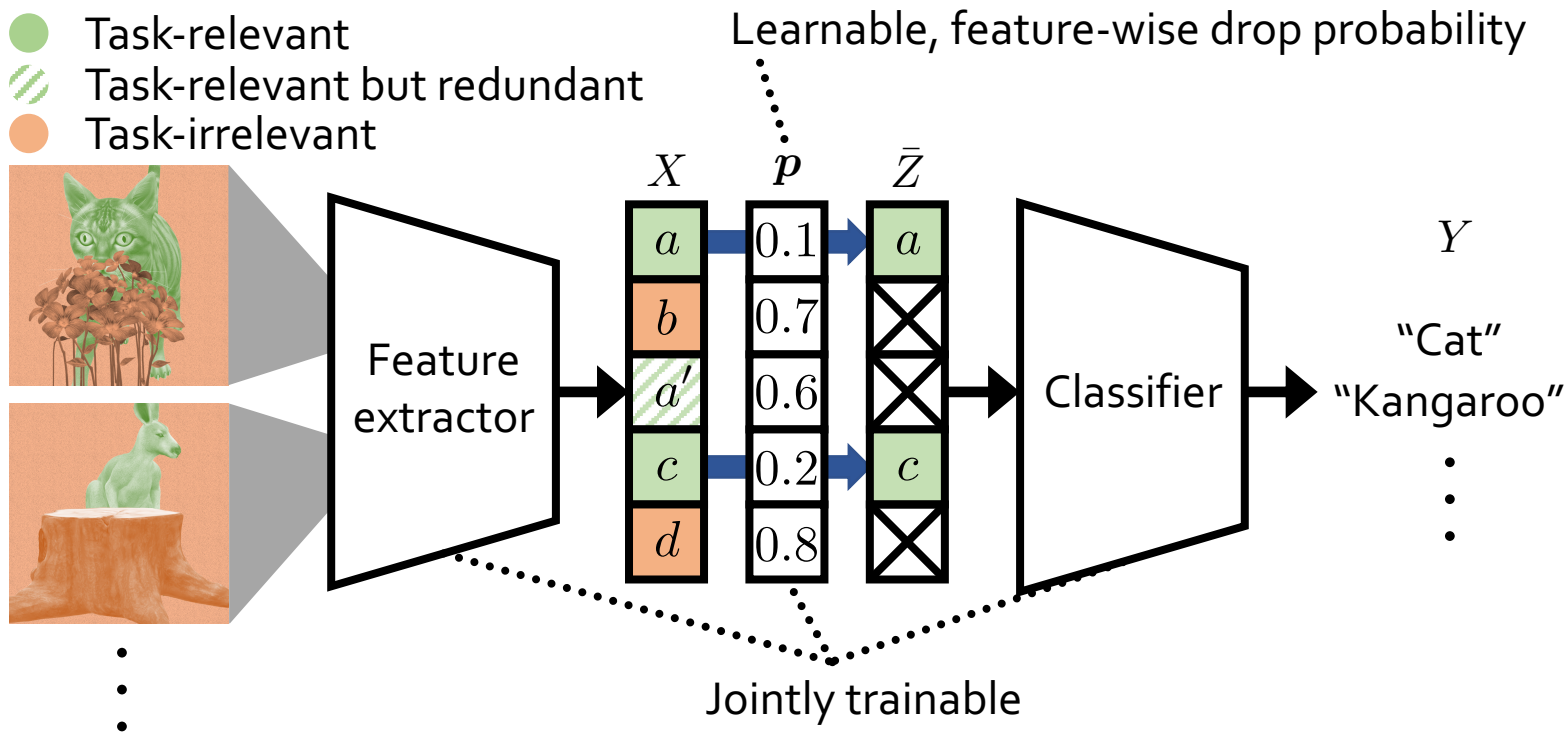 Task-relevant
Task-relevant but redundant
Task-irrelevant
Learnable, feature-wise drop probability
X p Z̄
a 0.1 a
b 0.7
a′ 0.6
c 0.2 c
d 0.8
Feature
extractor
Classifier
Y
“Cat”
“Kangaroo”
Jointly trainable